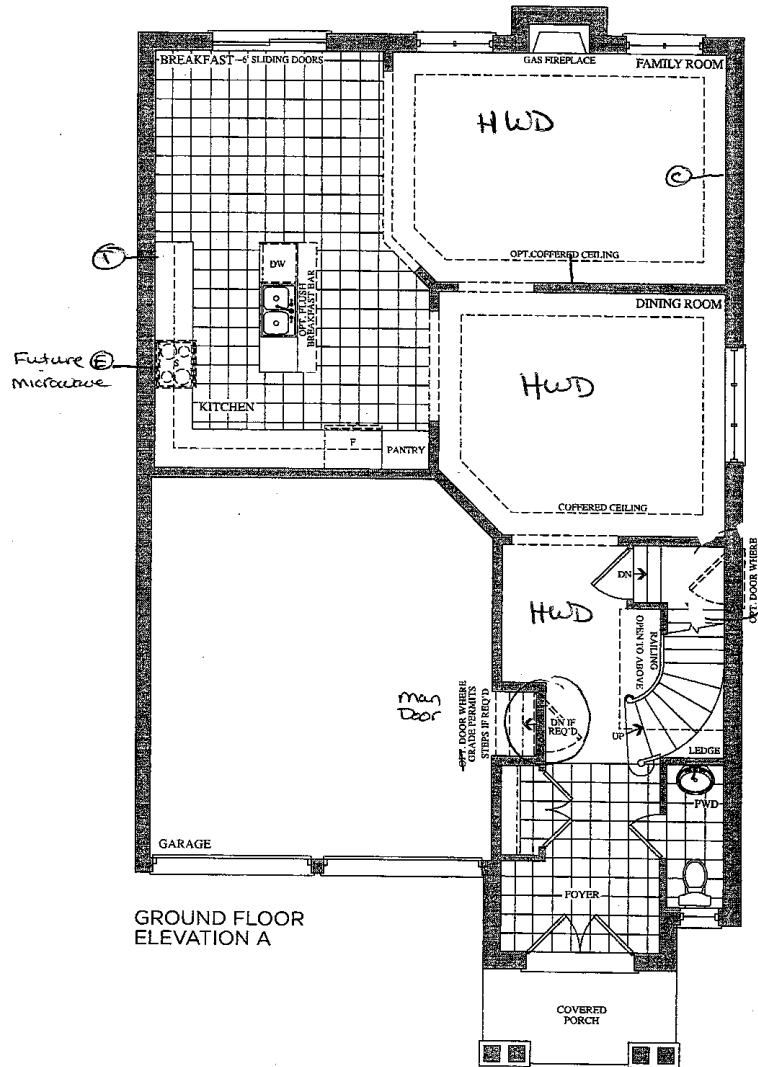 BREAKFAST
6' SLIDING DOORS
GAS FIREPLACE
FAMILY ROOM
HWD
C
T
DW
OPT. FLUSH
BREAKFAST BAR
OPT. COFFERED CEILING
DINING ROOM
Future E
microwave
S
HWD
KITCHEN
F
PANTRY
COFFERED CEILING
DN
OPT. DOOR WHERE
HWD
RAILING
OPEN TO ABOVE
man
Door
OPT. DOOR WHERE
GRADE PERMITS
STEPS IF REQ'D
DN IF
REQ'D
UP
LEDGE
PWD
GARAGE
FOYER
GROUND FLOOR
ELEVATION A
COVERED
PORCH